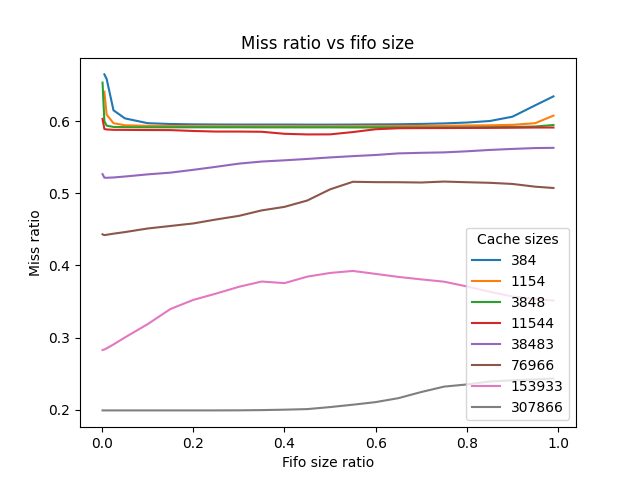 Miss ratio vs fifo size
Miss ratio
0.6
0.5
0.4
0.3
0.2
Cache sizes
384
1154
3848
11544
38483
76966
153933
307866
0.0 0.2 0.4 0.6 0.8 1.0
Fifo size ratio